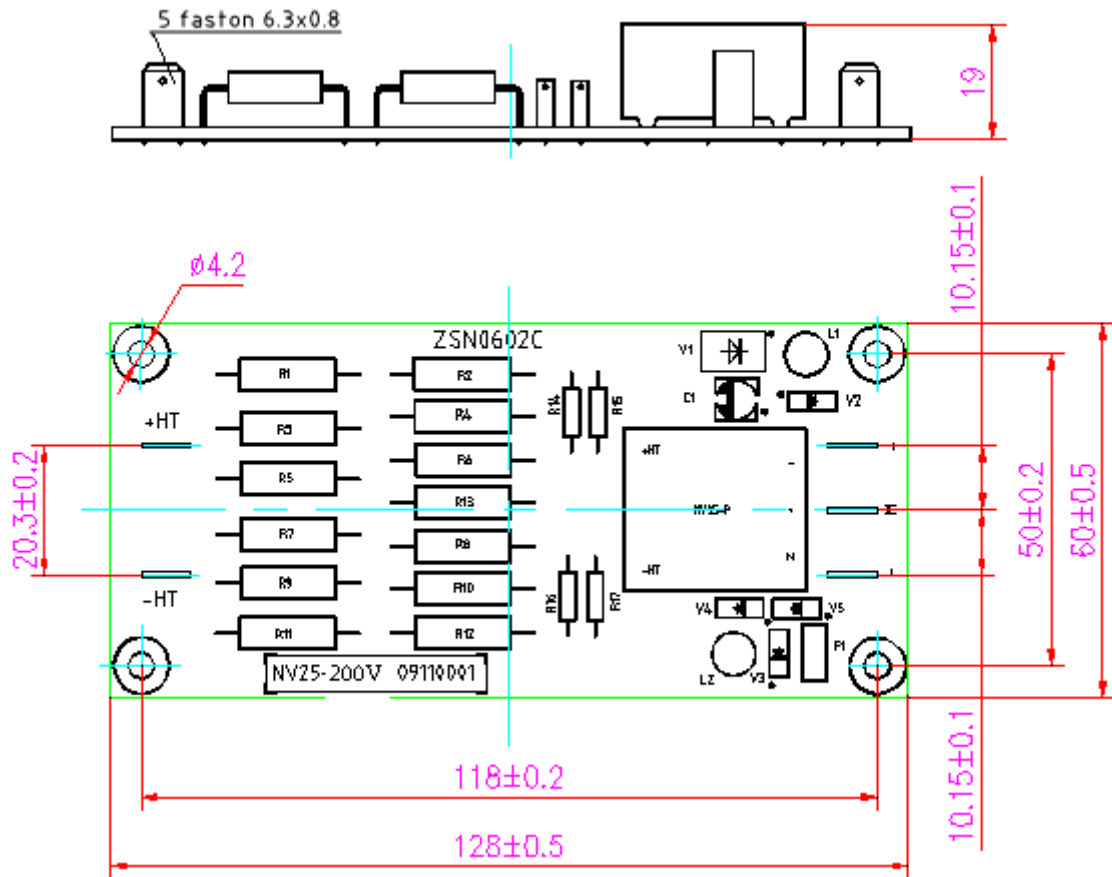 5 faston 6.3x0.8
19
10.15±0.1
ø4.2
ZSN0602C
V1
L1
R1
R2
R14
R15
C1
V2
+HT
R3
R4
+HT
R6
20.3±0.2
R5
R13
NV25-P
50±0.2
60±0.5
R7
R8
-HT
R9
R10
-HT
R16
R17
V4
V5
R11
R12
P1
L2
V3
NV25-200V 09110001
10.15±0.1
118±0.2
128±0.5